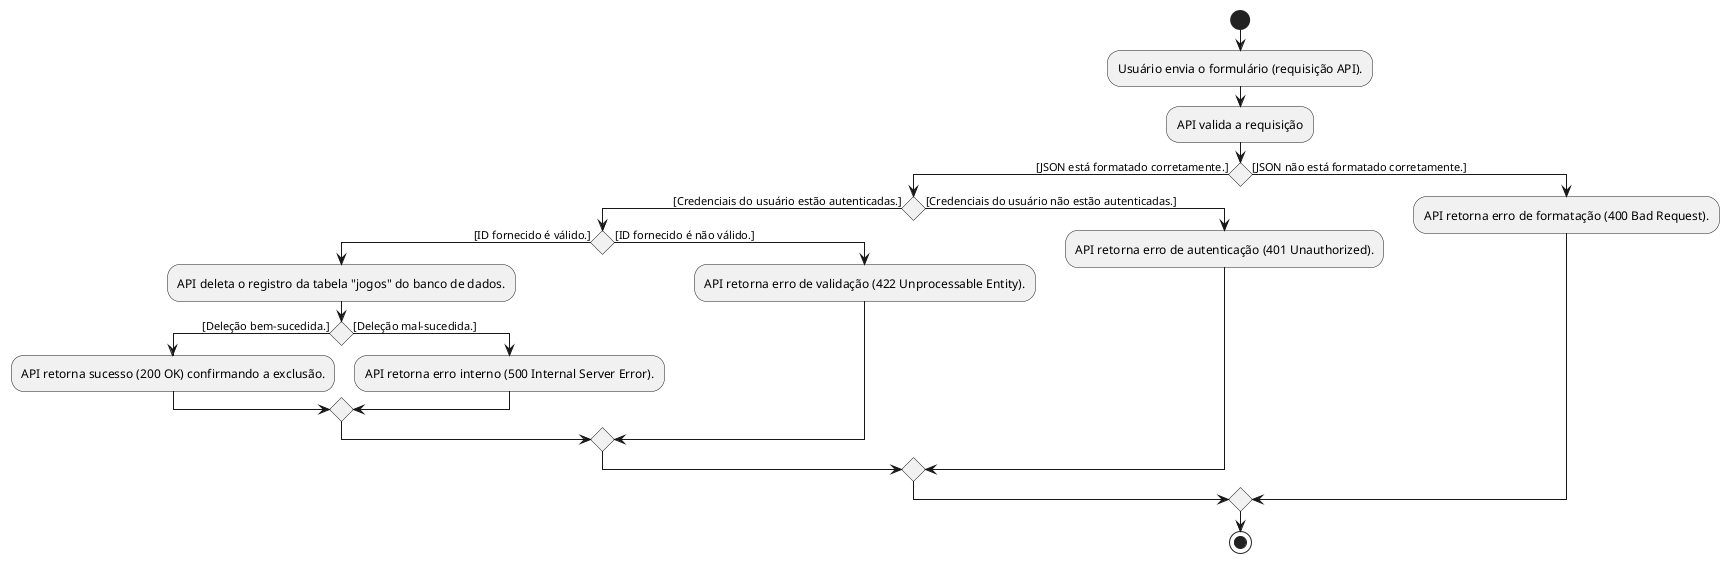 Usuário envia o formulário (requisição API).
API valida a requisição
[JSON está formatado corretamente.]
[JSON não está formatado corretamente.]
[Credenciais do usuário estão autenticadas.]
[Credenciais do usuário não estão autenticadas.]
API retorna erro de formatação (400 Bad Request).
[ID fornecido é válido.]
[ID fornecido é não válido.]
API retorna erro de autenticação (401 Unauthorized).
API deleta o registro da tabela "jogos" do banco de dados.
API retorna erro de validação (422 Unprocessable Entity).
[Deleção bem-sucedida.]
[Deleção mal-sucedida.]
API retorna sucesso (200 OK) confirmando a exclusão.
API retorna erro interno (500 Internal Server Error).